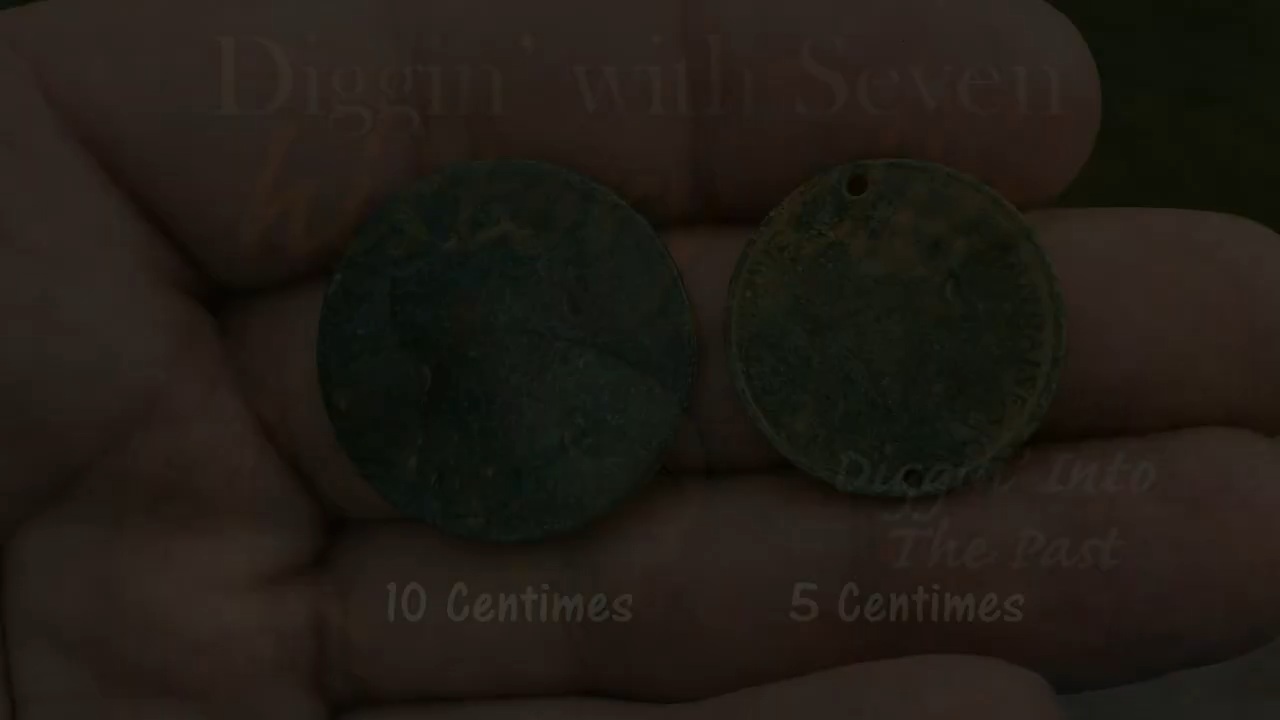 Diggin' with Seven
Diggin' Into
The Past
10 Centimes
5 Centimes